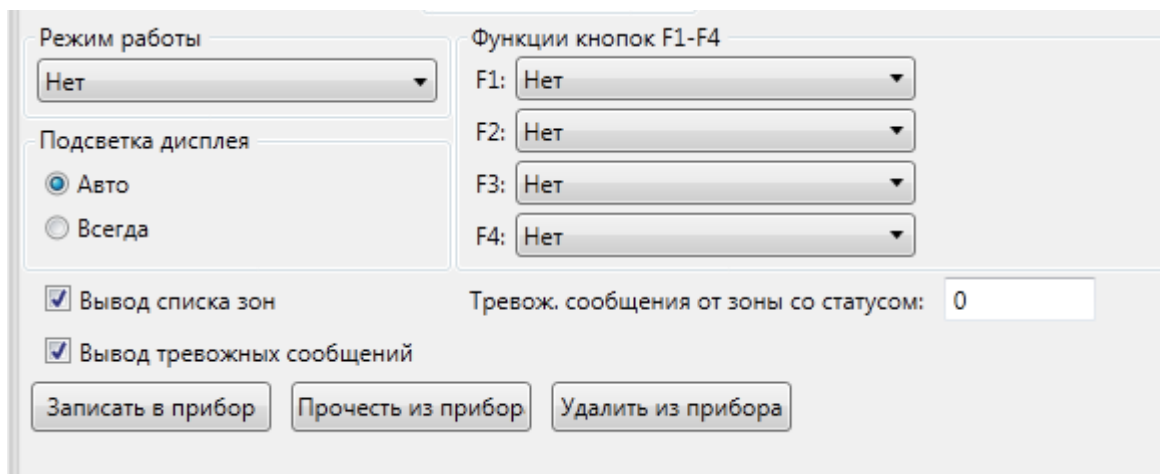 Режим работы
Нет
Подсветка дисплея
Авто
Всегда
Функции кнопок F1-F4
F1: Нет
F2: Нет
F3: Нет
F4: Нет
Вывод списка зон
Тревож. сообщения от зоны со статусом: 0
Вывод тревожных сообщений
Записать в прибор
Прочесть из прибор
Удалить из прибора